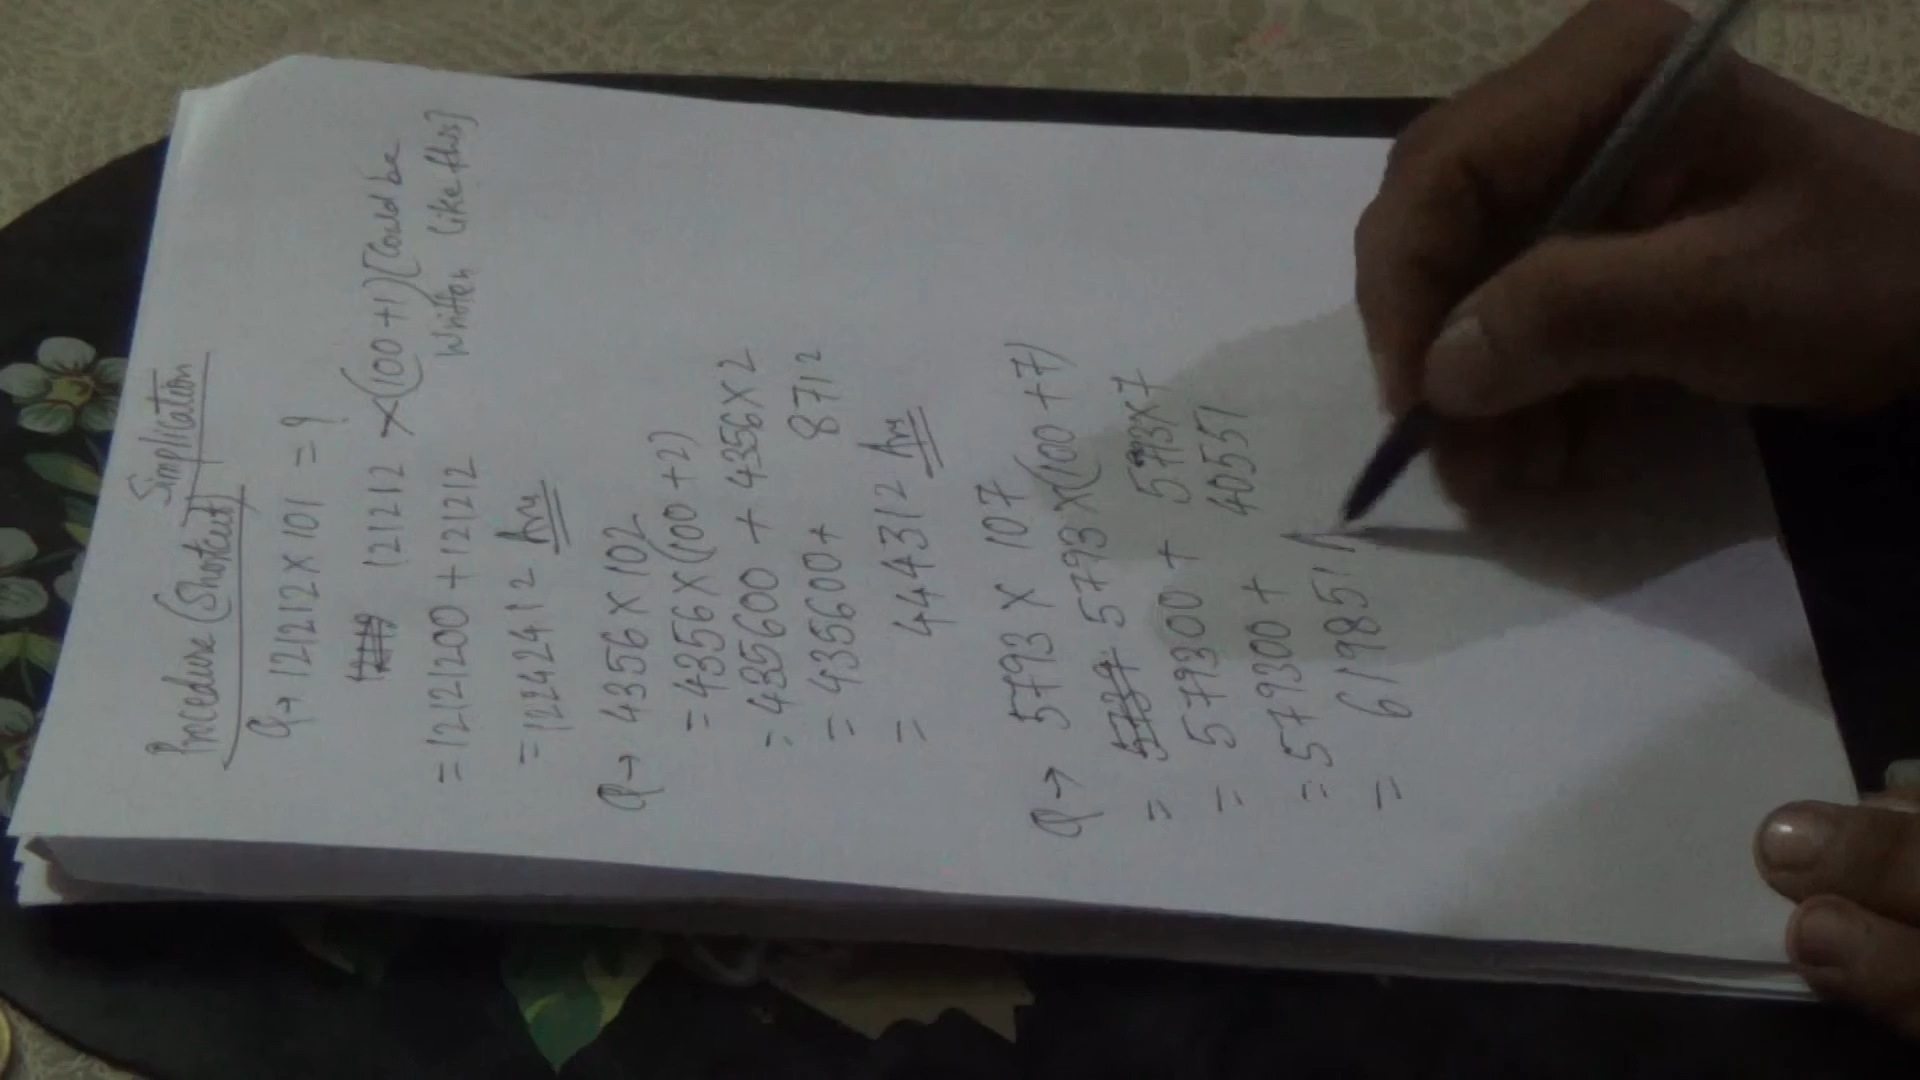 Simplication
Procedure (Shortcut)
Q→ 121212 × 101 = ?
121212 × (100 + 1) [Could be
written like this]
= 12121200 + 121212
= 12242412 Ans
Q→ 4356 × 102
= 4356 × (100 + 2)
= 435600 + 4356 × 2
= 435600 + 8712
= 444312 Ans
Q→ 5793 × 107
= 5793 × (100 + 7)
= 579300 + 5793 × 7
= 579300 + 40551
= 619851